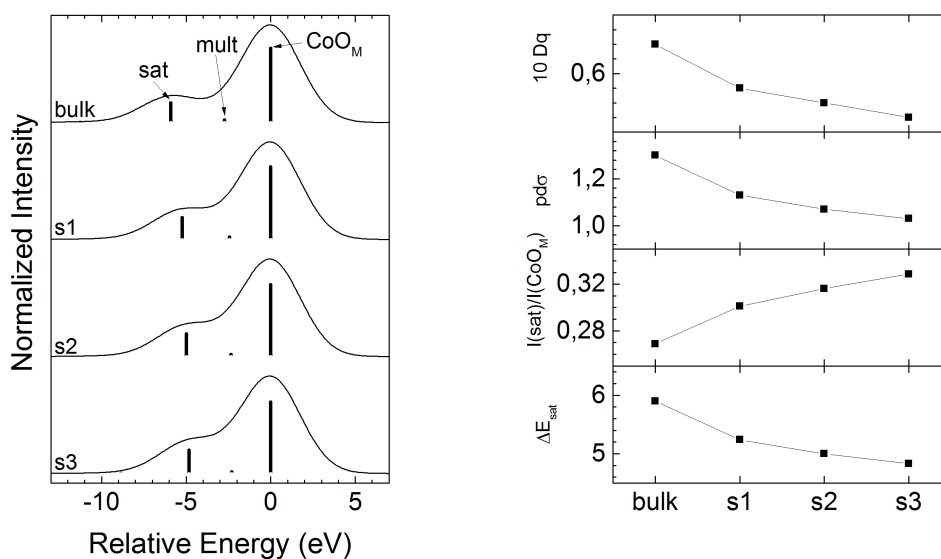 CoO_M
mult
sat
bulk
s1
s2
s3
Normalized Intensity
-10 -5 0 5
Relative Energy (eV)
10 Dq
0,6
pdσ
1,2
1,0
I(sat)/I(CoO_M)
0,32
0,28
ΔE_sat
6
5
bulk s1 s2 s3